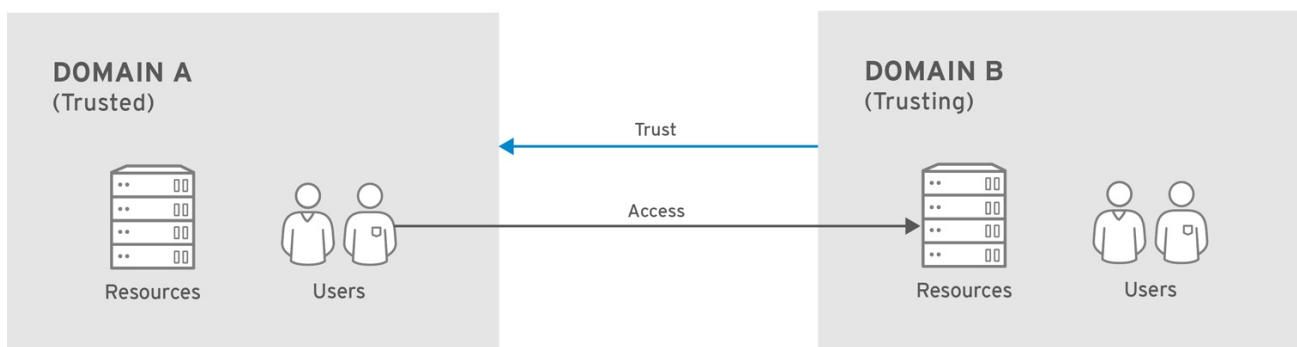 DOMAIN A
(Trusted)
Resources
Users
Trust
Access
DOMAIN B
(Trusting)
Resources
Users